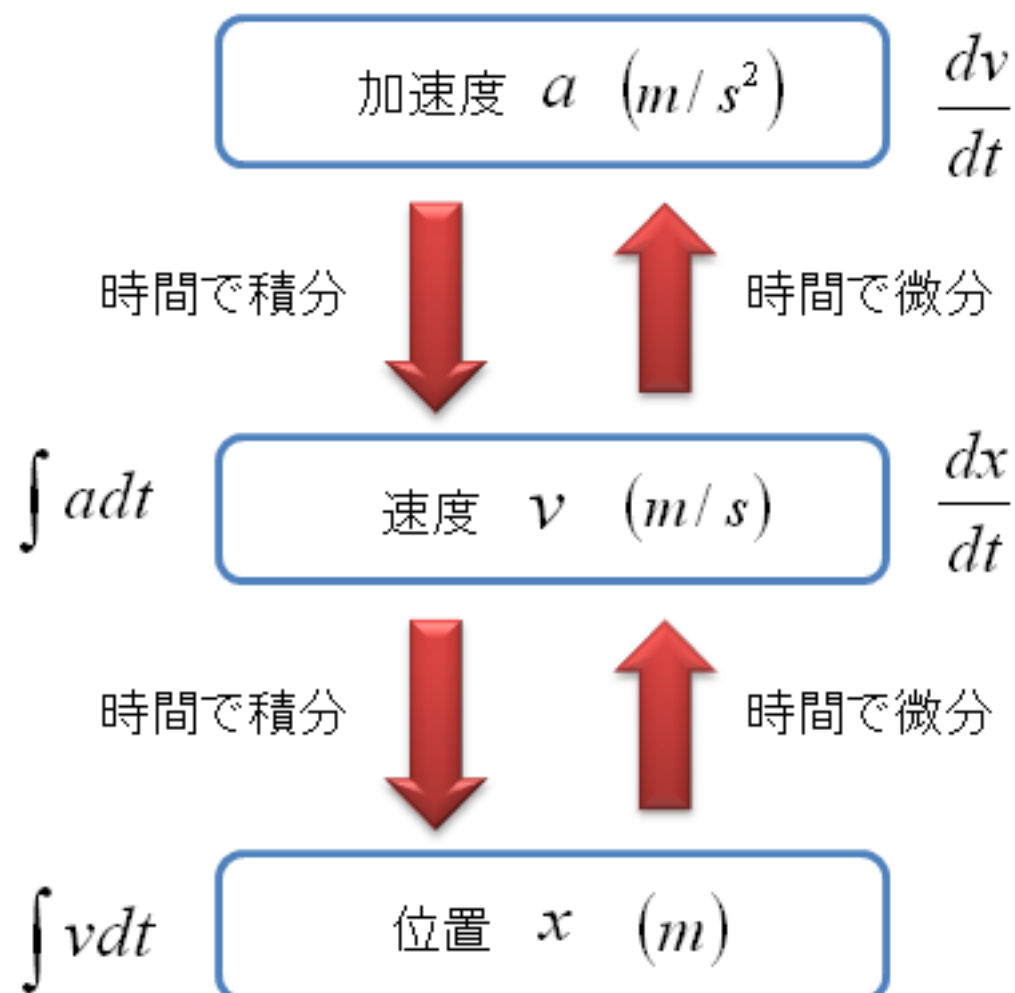 加速度 a (m/s²) dv/dt
時間で積分 時間で微分
∫adt 速度 v (m/s) dx/dt
時間で積分 時間で微分
∫vdt 位置 x (m)